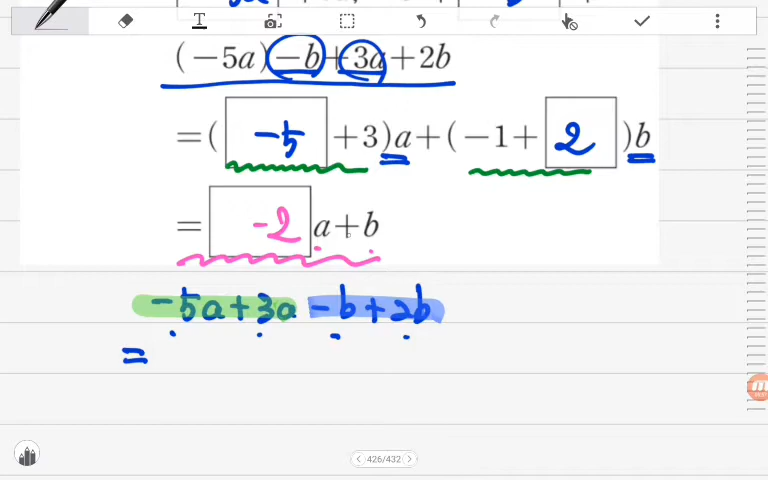 (−5a)−b+3a+2b
=( −5 +3)a+(−1+ 2 )b
= -2 a+b
-5a+3a -b+2b
=
426/432